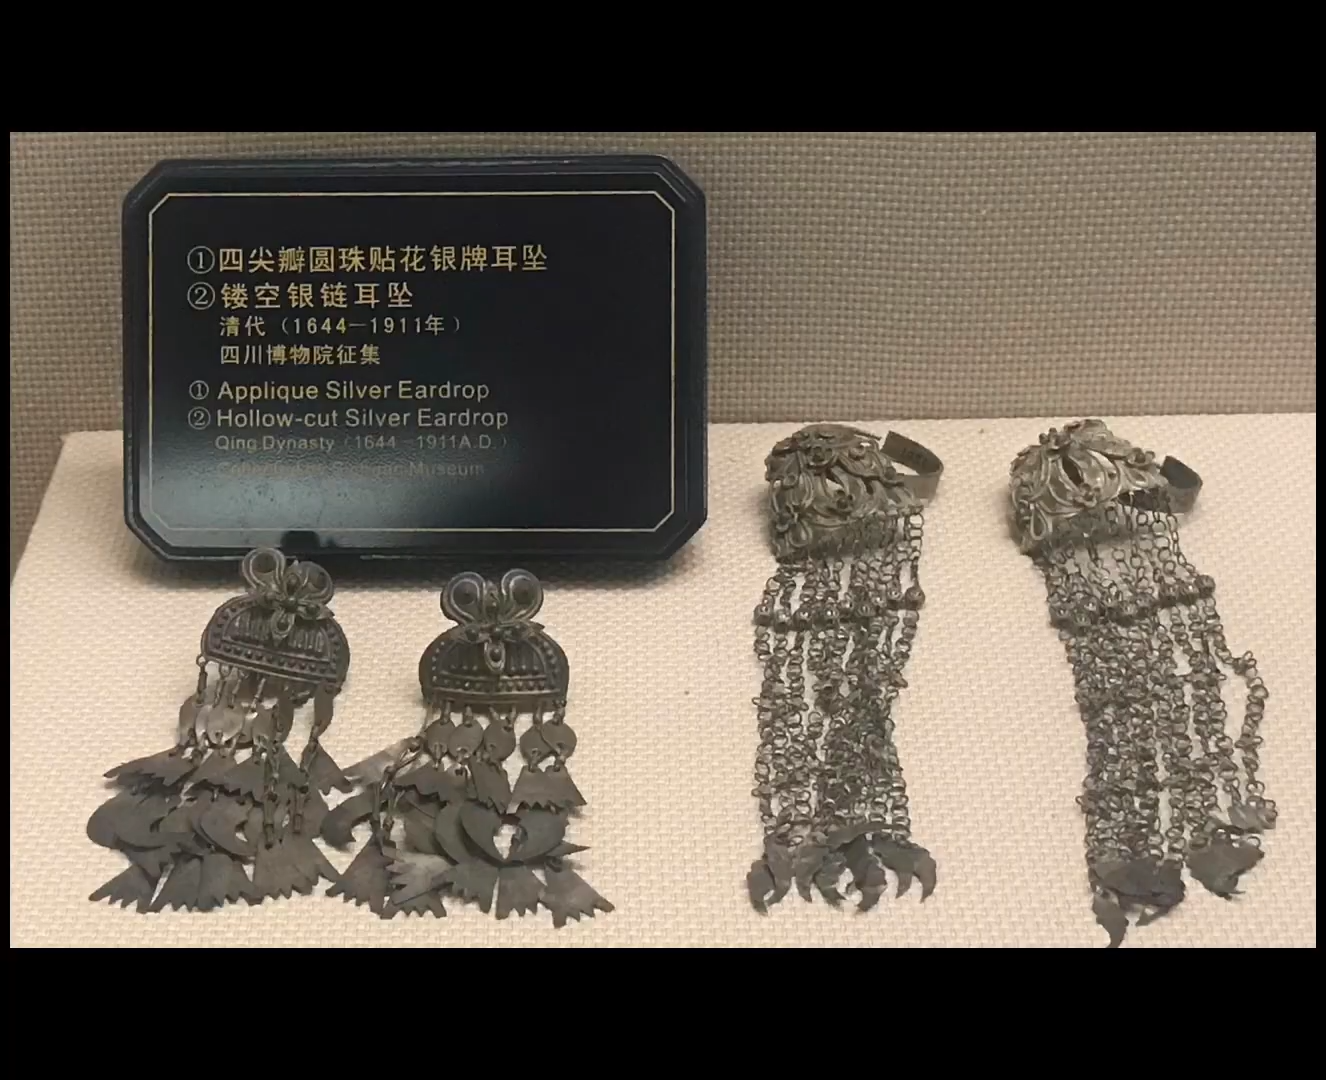 ①四尖瓣圆珠贴花银牌耳坠
②镂空银链耳坠
清代（1644—1911年）
四川博物院征集
① Applique Silver Eardrop
② Hollow-cut Silver Eardrop
Qing Dynasty（1644—1911A.D.）
Museum